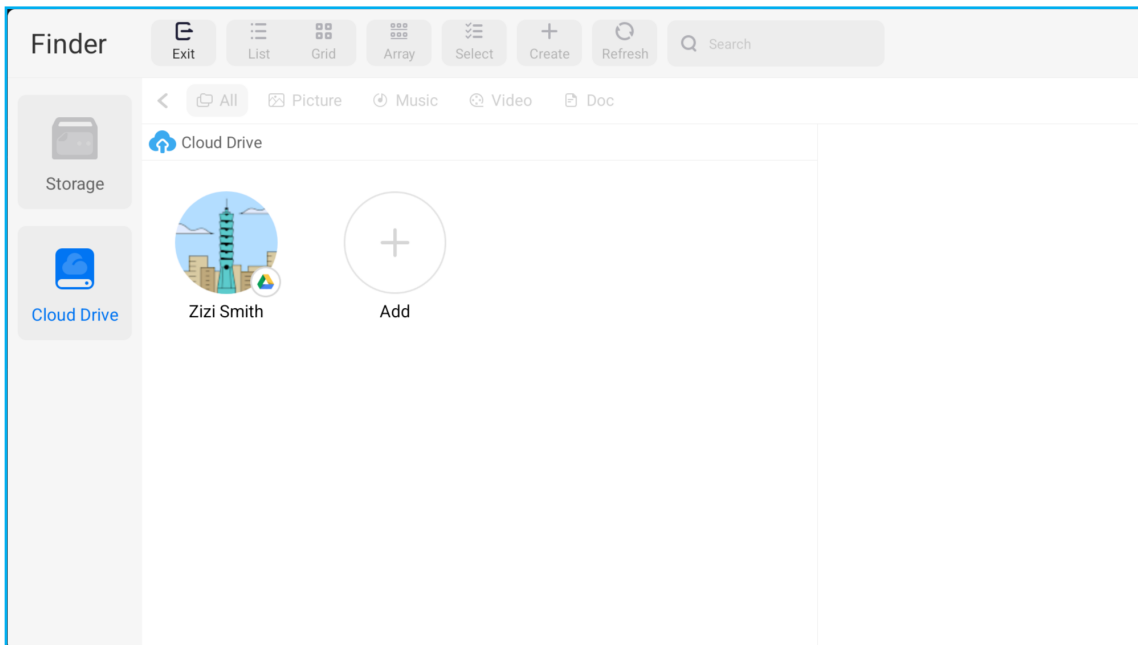 Finder
Exit
List
Grid
Array
Select
Create
Refresh
Search
All
Picture
Music
Video
Doc
Storage
Cloud Drive
Cloud Drive
Zizi Smith
Add